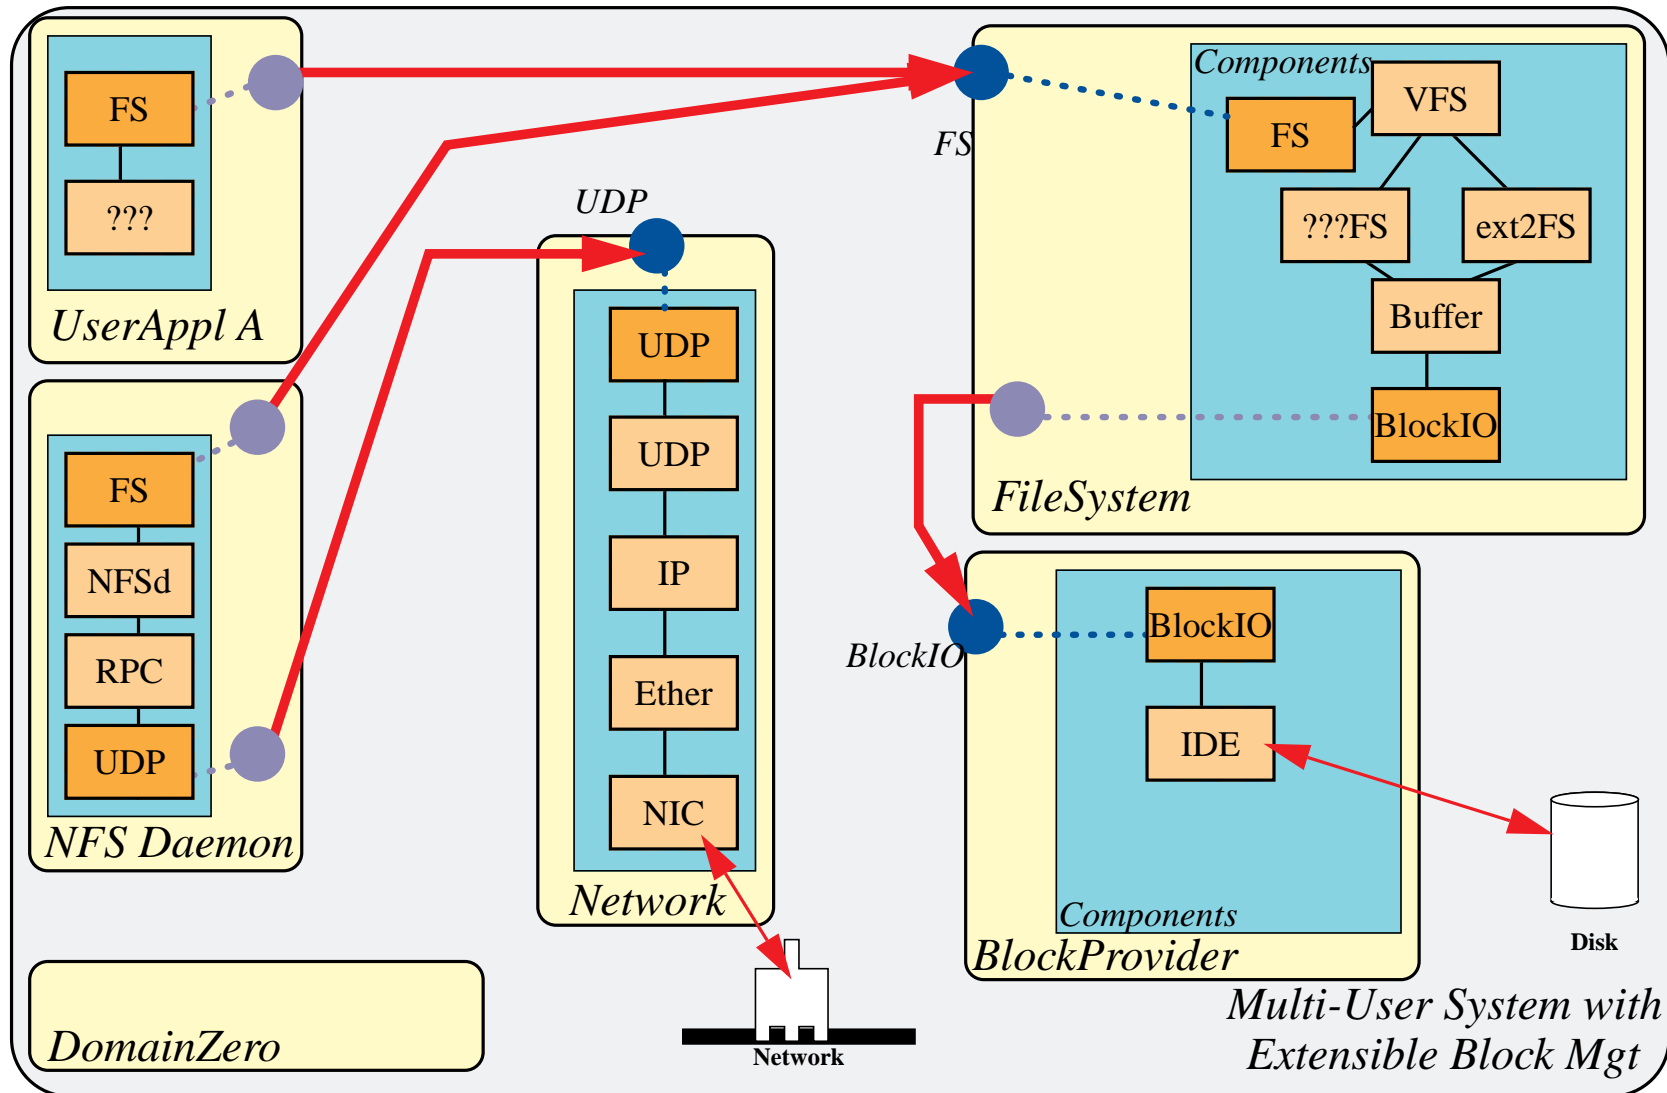 FS
???
UserAppl A
FS
NFSd
RPC
UDP
NFS Daemon
DomainZero
UDP
UDP
UDP
IP
Ether
NIC
Network
Network
FS
Components
VFS
FS
???FS
ext2FS
Buffer
BlockIO
FileSystem
BlockIO
BlockIO
IDE
Components
BlockProvider
Disk
Multi-User System with
Extensible Block Mgt